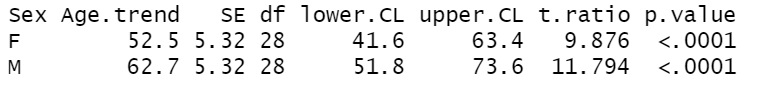 Sex Age.trend SE df lower.CL upper.CL t.ratio p.value
F 52.5 5.32 28 41.6 63.4 9.876 <.0001
M 62.7 5.32 28 51.8 73.6 11.794 <.0001